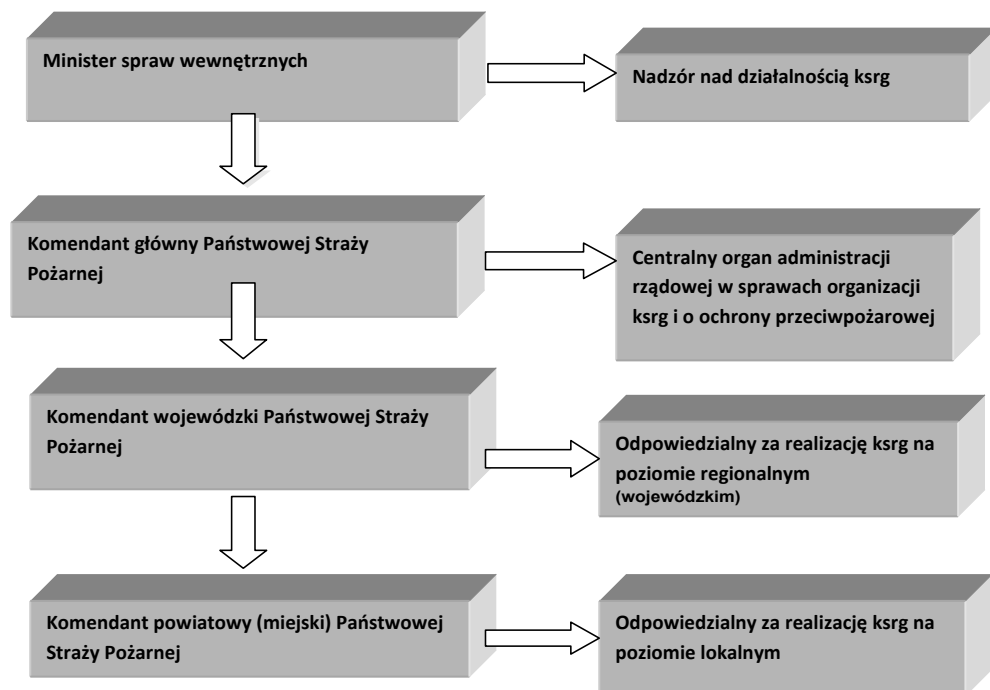 Minister spraw wewnętrznych
Nadzór nad działalnością ksrg
Komendant główny Państwowej Straży
Pożarnej
Centralny organ administracji
rządowej w sprawach organizacji
ksrg i o ochrony przeciwpożarowej
Komendant wojewódzki Państwowej Straży
Pożarnej
Odpowiedzialny za realizację ksrg na
poziomie regionalnym
(wojewódzkim)
Komendant powiatowy (miejski) Państwowej
Straży Pożarnej
Odpowiedzialny za realizację ksrg na
poziomie lokalnym